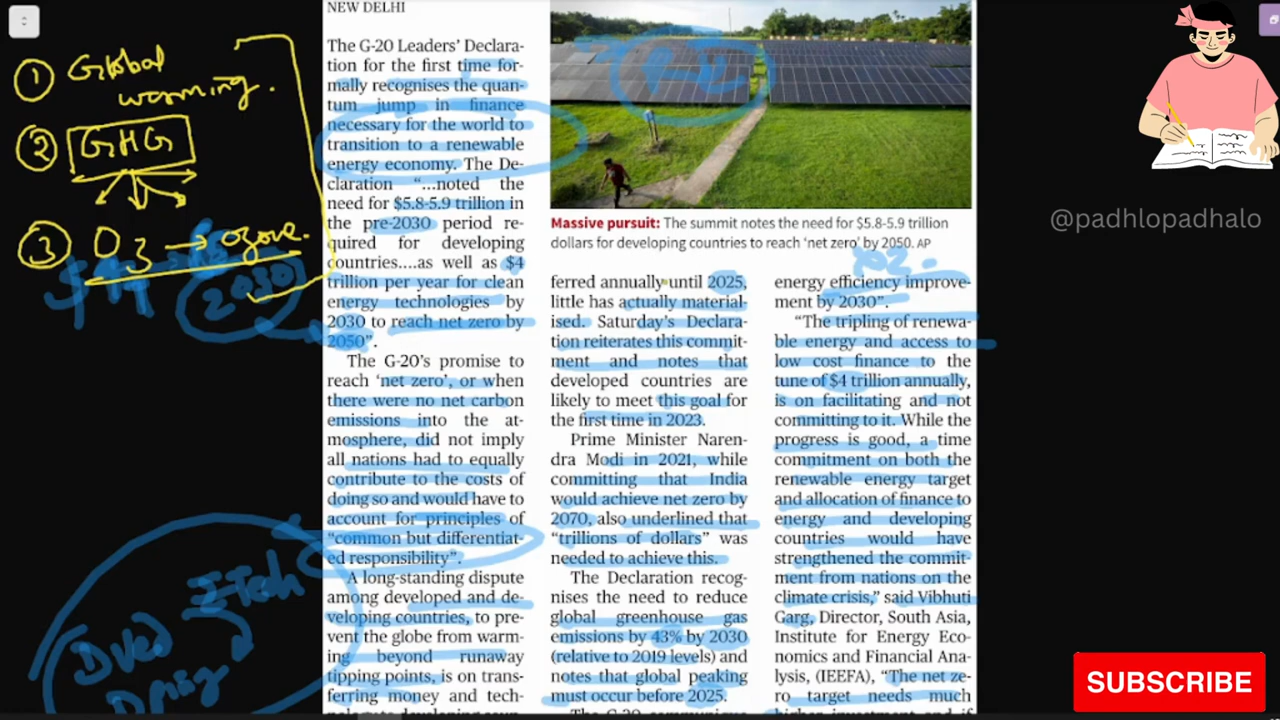 ① Global
warming.
② GHG
③ O3 → ozone.
2030
NEW DELHI
The G-20 Leaders’ Declara-
tion for the first time for-
mally recognises the quan-
tum jump in finance
necessary for the world to
transition to a renewable
energy economy. The De-
claration “...noted the
need for $5.8-5.9 trillion in
the pre-2030 period re-
quired for developing
countries....as well as $4
trillion per year for clean
energy technologies by
2030 to reach net zero by
2050”.
The G-20’s promise to
reach ‘net zero’, or when
there were no net carbon
emissions into the at-
mosphere, did not imply
all nations had to equally
contribute to the costs of
doing so and would have to
account for principles of
“common but differentiat-
ed responsibility”.
A long-standing dispute
among developed and de-
veloping countries, to pre-
vent the globe from warm-
ing beyond runaway
tipping points, is on trans-
ferring money and tech-
RE
Massive pursuit: The summit notes the need for $5.8-5.9 trillion
dollars for developing countries to reach ‘net zero’ by 2050. AP
ferred annually until 2025,
little has actually material-
ised. Saturday’s Declara-
tion reiterates this commit-
ment and notes that
developed countries are
likely to meet this goal for
the first time in 2023.
Prime Minister Naren-
dra Modi in 2021, while
committing that India
would achieve net zero by
2070, also underlined that
“trillions of dollars” was
needed to achieve this.
The Declaration recog-
nises the need to reduce
global greenhouse gas
emissions by 43% by 2030
(relative to 2019 levels) and
notes that global peaking
must occur before 2025.
energy efficiency improve-
ment by 2030”.
“The tripling of renewa-
ble energy and access to
low cost finance to the
tune of $4 trillion annually,
is on facilitating and not
committing to it. While the
progress is good, a time
commitment on both the
renewable energy target
and allocation of finance to
energy and developing
countries would have
strengthened the commit-
ment from nations on the
climate crisis,” said Vibhuti
Garg, Director, South Asia,
Institute for Energy Eco-
nomics and Financial Ana-
lysis, (IEEFA), “The net ze-
ro target needs much
@padhlopadhalo
SUBSCRIBE